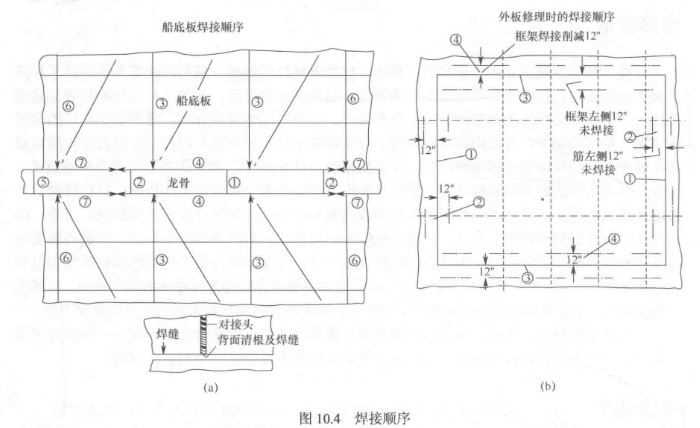 船底板焊接顺序
⑥
③
船底板
③
⑥
⑦
④
⑦
⑤
②
龙骨
①
②
⑦
④
⑦
⑥
③
③
⑥
焊缝
对接头
背面清根及焊缝
(a)
外板修理时的焊接顺序
框架焊接削减12"
④
③
框架左侧12"
未焊接
②
12"
①
筋左侧12"
未焊接
①
12"
②
④
12"
12"
③
(b)
图 10.4 焊接顺序